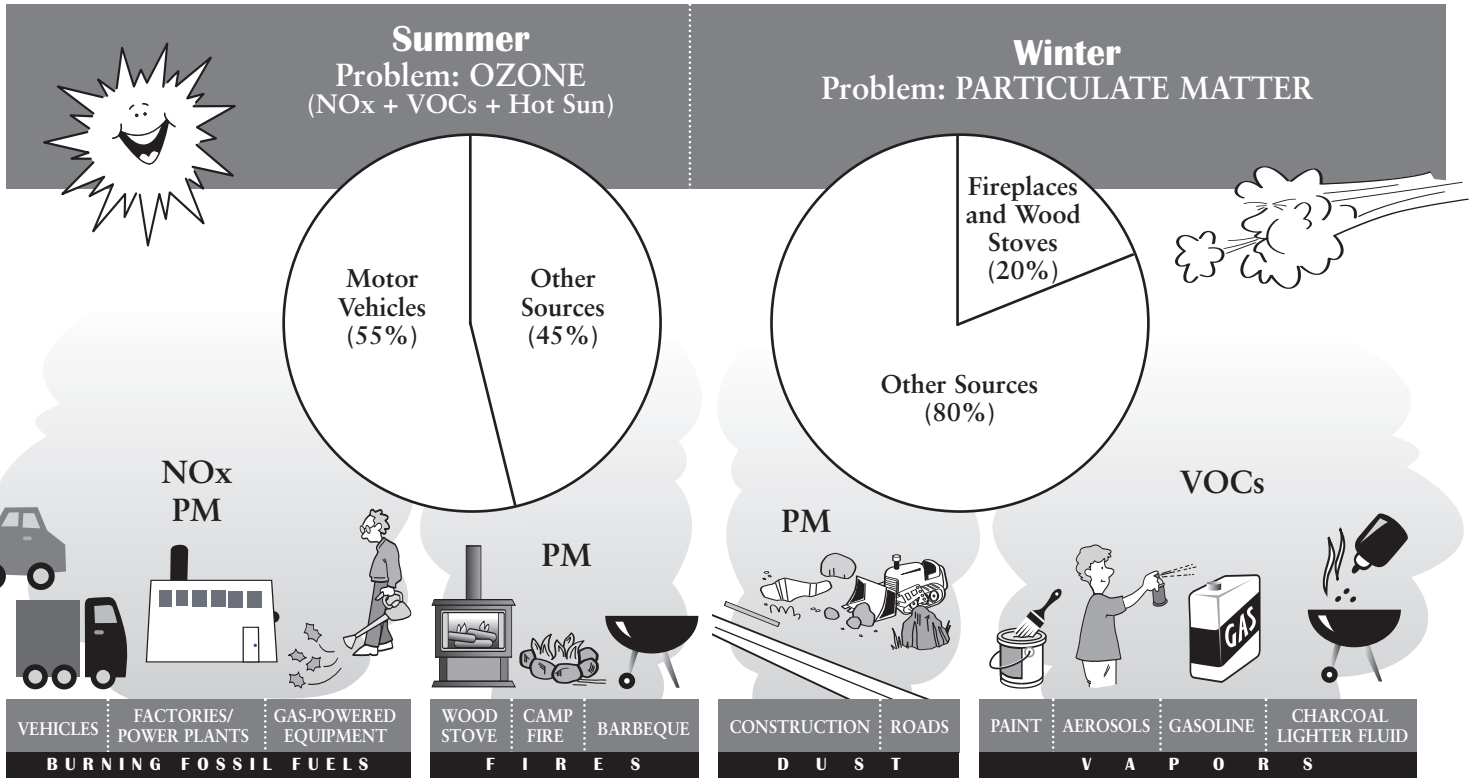 Summer
Problem: OZONE
(NOx + VOCs + Hot Sun)
Winter
Problem: PARTICULATE MATTER
Motor
Vehicles
(55%)
Other
Sources
(45%)
Fireplaces
and Wood
Stoves
(20%)
Other Sources
(80%)
NOx
PM
PM
PM
VOCs
GAS
VEHICLES
FACTORIES/
POWER PLANTS
GAS-POWERED
EQUIPMENT
BURNING FOSSIL FUELS
WOOD
STOVE
CAMP
FIRE
BARBEQUE
FIRES
CONSTRUCTION
ROADS
DUST
PAINT
AEROSOLS
GASOLINE
CHARCOAL
LIGHTER FLUID
VAPORS